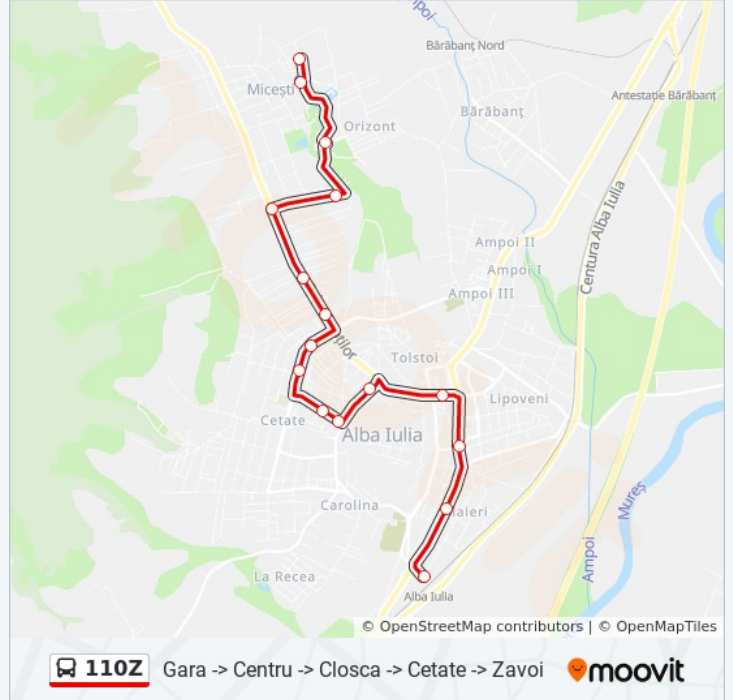 Bărăbanț Nord
Micești
Antestație Bărăbanț
Bărăbanț
Orizont
Centura Alba Iulia
Ampoi II
Ampoi I
Ampoi III
Tolstoi
Lipoveni
Cetate
Alba Iulia
Mureș
Carolina
Ampoi
La Recea
Alba Iulia
© OpenStreetMap contributors | © OpenMapTiles
110Z Gara -> Centru -> Closca -> Cetate -> Zavoi moovit